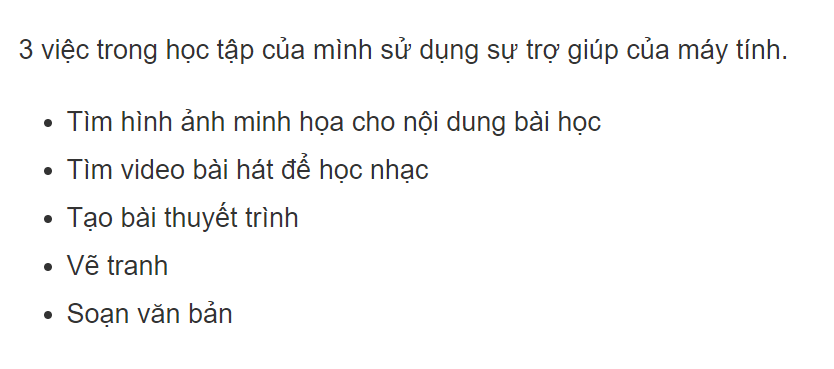 3 việc trong học tập của mình sử dụng sự trợ giúp của máy tính.
• Tìm hình ảnh minh họa cho nội dung bài học
• Tìm video bài hát để học nhạc
• Tạo bài thuyết trình
• Vẽ tranh
• Soạn văn bản